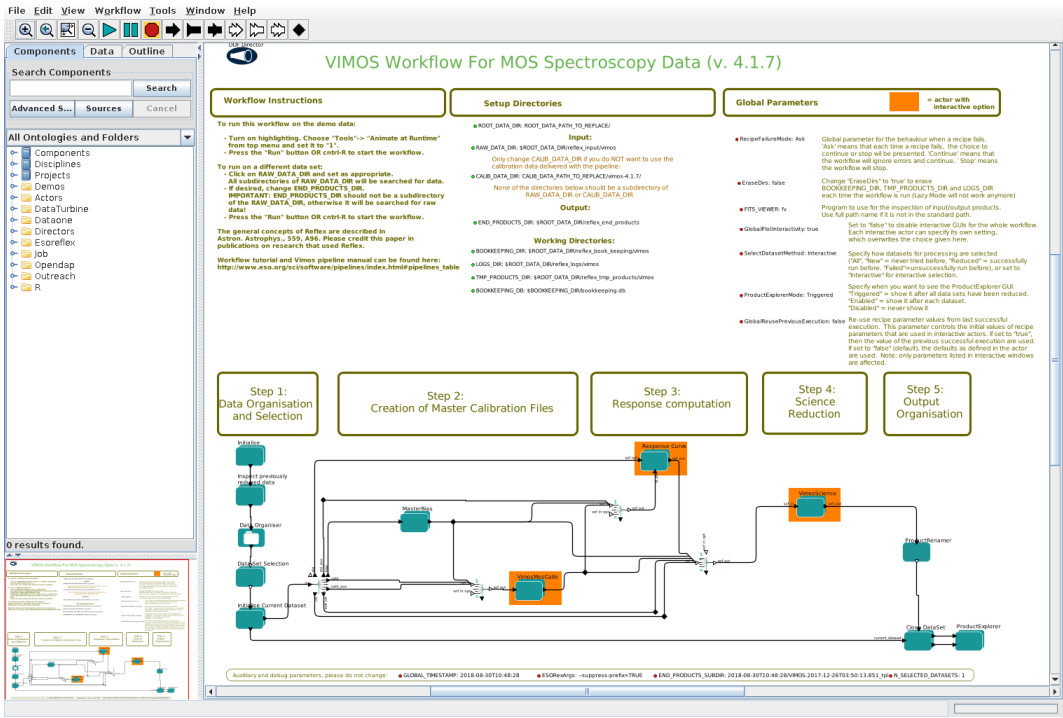 File Edit View Workflow Tools Window Help
Components Data Outline
Search Components
Search
Advanced S... Sources Cancel
All Ontologies and Folders
Components
Disciplines
Projects
Demos
Actors
DataTurbine
Dataone
Directors
Esoreflex
Job
Opendap
Outreach
R
0 results found.
DDF Director
VIMOS Workflow For MOS Spectroscopy Data (v. 4.1.7)
Workflow Instructions
To run this workflow on the demo data:
- Turn on highlighting. Choose "Tools"-> "Animate at Runtime"
from top menu and set it to "1".
- Press the "Run" button OR cntrl-R to start the workflow.
To run on a different data set:
- Click on RAW_DATA_DIR and set as appropriate.
All subdirectories of RAW_DATA_DIR will be searched for data.
- If desired, change END_PRODUCTS_DIR.
IMPORTANT: END_PRODUCTS_DIR should not be a subdirectory
of the RAW_DATA_DIR, otherwise it will be searched for raw
data!
- Press the "Run" button OR cntrl-R to start the workflow.
The general concepts of Reflex are described in
Astron. Astrophys., 559, A96. Please credit this paper in
publications on research that used Reflex.
Workflow tutorial and Vimos pipeline manual can be found here:
http://www.eso.org/sci/software/pipelines/index.html#pipelines_table
Setup Directories
ROOT_DATA_DIR: ROOT_DATA_PATH_TO_REPLACE/
Input:
RAW_DATA_DIR: $ROOT_DATA_DIR/reflex_input/vimos
Only change CALIB_DATA_DIR if you do NOT want to use the
calibration data delivered with the pipeline:
CALIB_DATA_DIR: CALIB_DATA_PATH_TO_REPLACE/vimos-4.1.7/
None of the directories below should be a subdirectory of
RAW_DATA_DIR or CALIB_DATA_DIR
Output:
END_PRODUCTS_DIR: $ROOT_DATA_DIR/reflex_end_products
Working Directories:
BOOKKEEPING_DIR: $ROOT_DATA_DIR/reflex_book_keeping/vimos
LOGS_DIR: $ROOT_DATA_DIR/reflex_logs/vimos
TMP_PRODUCTS_DIR: $ROOT_DATA_DIR/reflex_tmp_products/vimos
BOOKKEEPING_DB: $BOOKKEEPING_DIR/bookkeeping.db
Global Parameters
= actor with
interactive option
RecipeFailureMode: Ask
Global parameter for the behaviour when a recipe fails.
'Ask' means that each time a recipe fails. the choice to
continue or stop wil be presented. 'Continue' means that
the workflow will ignore errors and continue. `Stop' means
the workflow will stop.
EraseDirs: false
Change "EraseDirs" to "true' to erase
BOOKKEEPING_DIR, TMP_PRODUCTS_DIR and LOGS_DIR
each time the workflow is run (Lazy Mode will not work anymore)
FITS_VIEWER: fv
Program to use for the inspection of input/output products.
Use full path name if it is not in the standard path.
GlobalPlotInteractivity: true
Set to "false" to disable interactive GUIs for the whole workflow.
Each interactive actor can specify its own setting,
which overwrites the choice given here.
SelectDatasetMethod: Interactive
Specify how datasets for processing are selected
("All", "New" = never tried before, "Reduced" = successfully
run before. "Failed"=unsuccessfully run before), or set to
"Interactive" for interactive selection.
ProductExplorerMode: Triggered
Specify when you want to see the ProductExplorer GUI.
"Triggered" = show it after all data sets have been reduced.
"Enabled" = show it after each dataset.
"Disabled" = never show it
GlobalReusePreviousExecution: false
Re-use recipe parameter values from last successful
execution. This parameter controls the initial values of recipe
parameters that are used in interactive actors. If set to "true",
then the value of the previous successful execution are used.
If set to "false" (default), the defaults as defined in the actor
are used. Note: only parameters listed in interactive windows
are affected.
Step 1:
Data Organisation
and Selection
Step 2:
Creation of Master Calibration Files
Step 3:
Response computation
Step 4:
Science
Reduction
Step 5:
Output
Organisation
Initialise
Inspect previously
reduced data
Data Organiser
DataSet Selection
Initialise Current Dataset
MasterBias
VimosMosCalib
Response Curve
VimosScience
ProductRenamer
Close DataSet
ProductExplorer
current_dataset
Auxiliary and debug parameters, please do not change:
GLOBAL_TIMESTAMP: 2018-08-30T10:48:28
ESORexArgs: --suppress-prefix=TRUE
END_PRODUCTS_SUBDIR: 2018-08-30T10:48:28/VIMOS.2017-12-26T03:50:13.851_tpl
N_SELECTED_DATASETS: 1